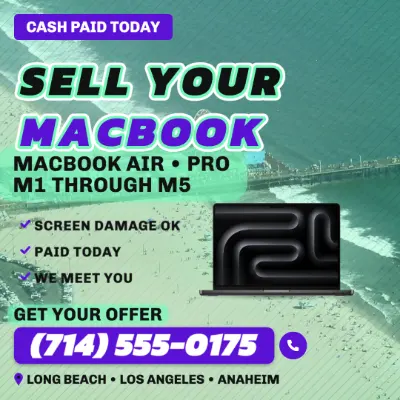 CASH PAID TODAY
SELL YOUR
MACBOOK
MACBOOK AIR • PRO
M1 THROUGH M5
SCREEN DAMAGE OK
PAID TODAY
WE MEET YOU
GET YOUR OFFER
(714) 555-0175
LONG BEACH • LOS ANGELES • ANAHEIM